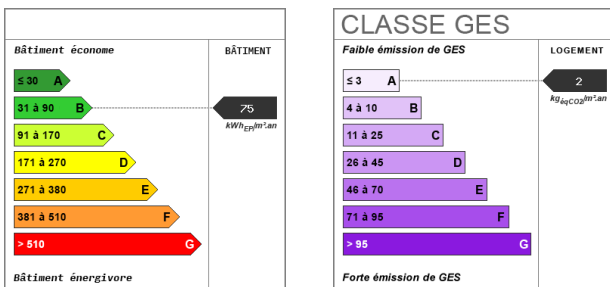 Bâtiment économe
BÂTIMENT
≤ 30 A
31 à 90 B
75
kWhEP/m².an
91 à 170 C
171 à 270 D
271 à 380 E
381 à 510 F
> 510 G
Bâtiment énergivore
CLASSE GES
Faible émission de GES
LOGEMENT
≤ 3 A
2
kgéqCO2/m².an
4 à 10 B
11 à 25 C
26 à 45 D
46 à 70 E
71 à 95 F
> 95 G
Forte émission de GES